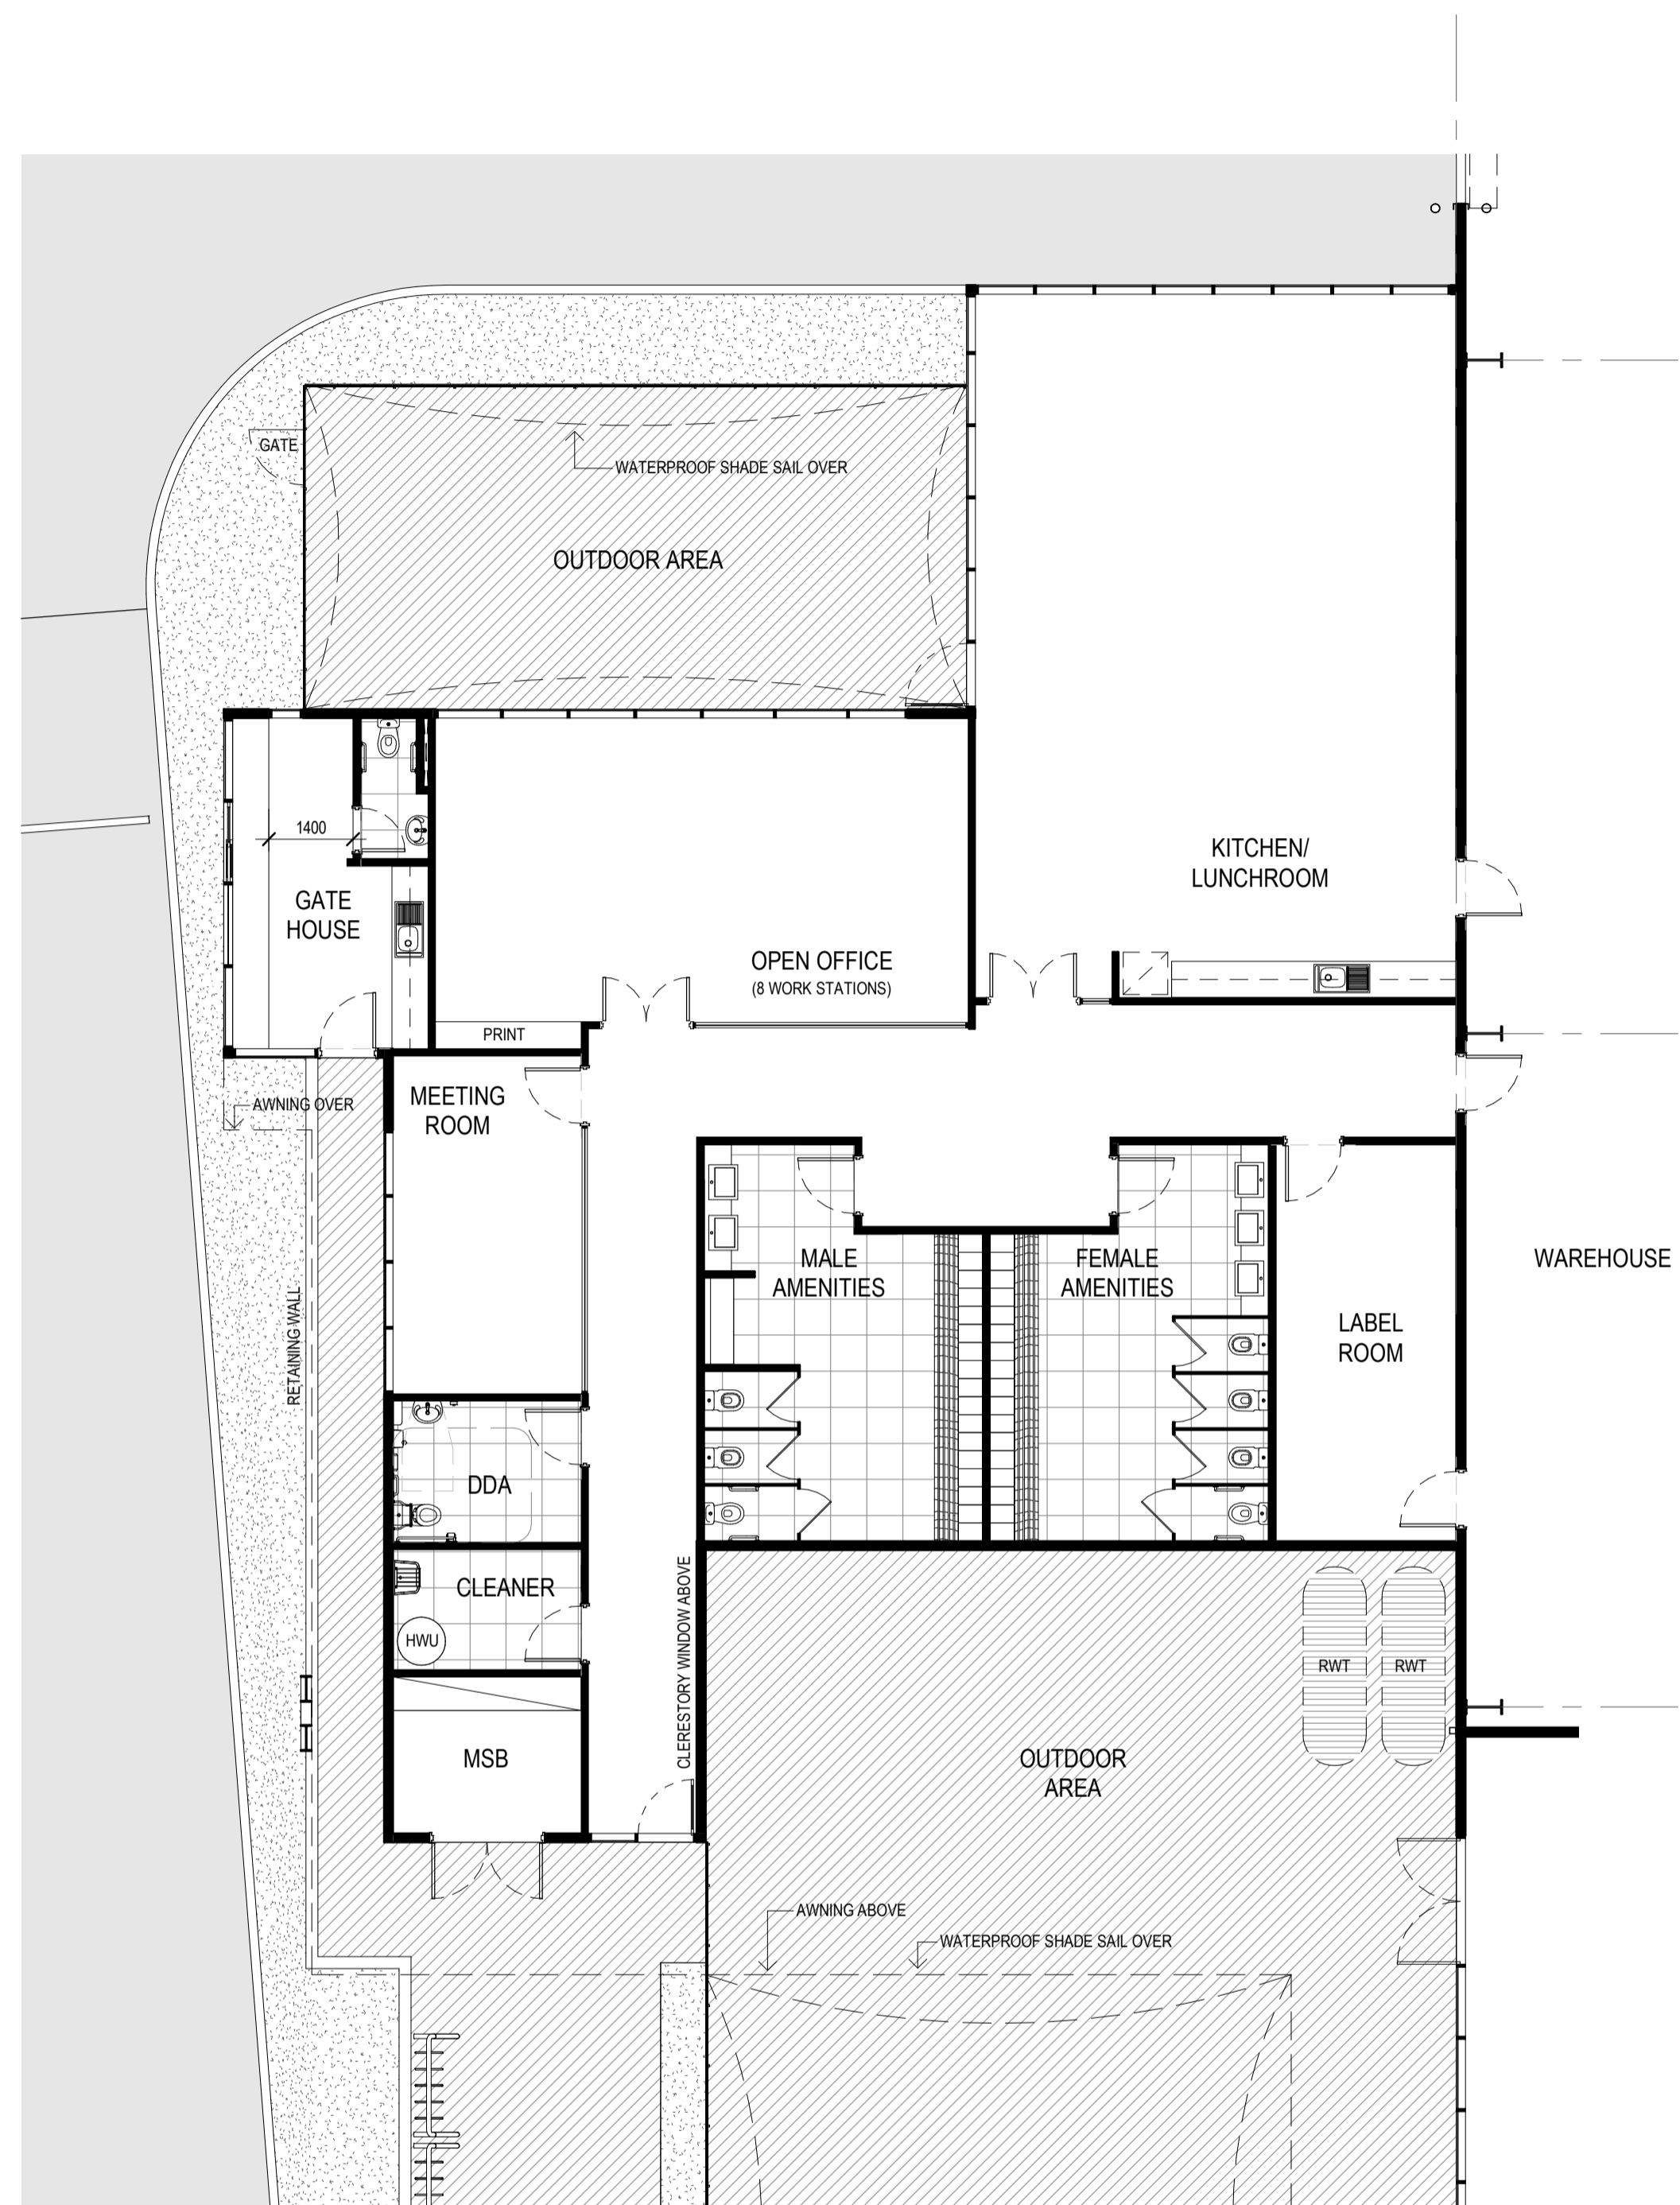 GATE
WATERPROOF SHADE SAIL OVER
OUTDOOR AREA
1400
GATE
HOUSE
KITCHEN/
LUNCHROOM
OPEN OFFICE
(8 WORK STATIONS)
PRINT
MEETING
ROOM
AWNING OVER
RETAINING WALL
MALE
AMENITIES
FEMALE
AMENITIES
WAREHOUSE
LABEL
ROOM
DDA
CLEANER
HWU
CLERESTORY WINDOW ABOVE
RWT
RWT
MSB
OUTDOOR
AREA
AWNING ABOVE
WATERPROOF SHADE SAIL OVER